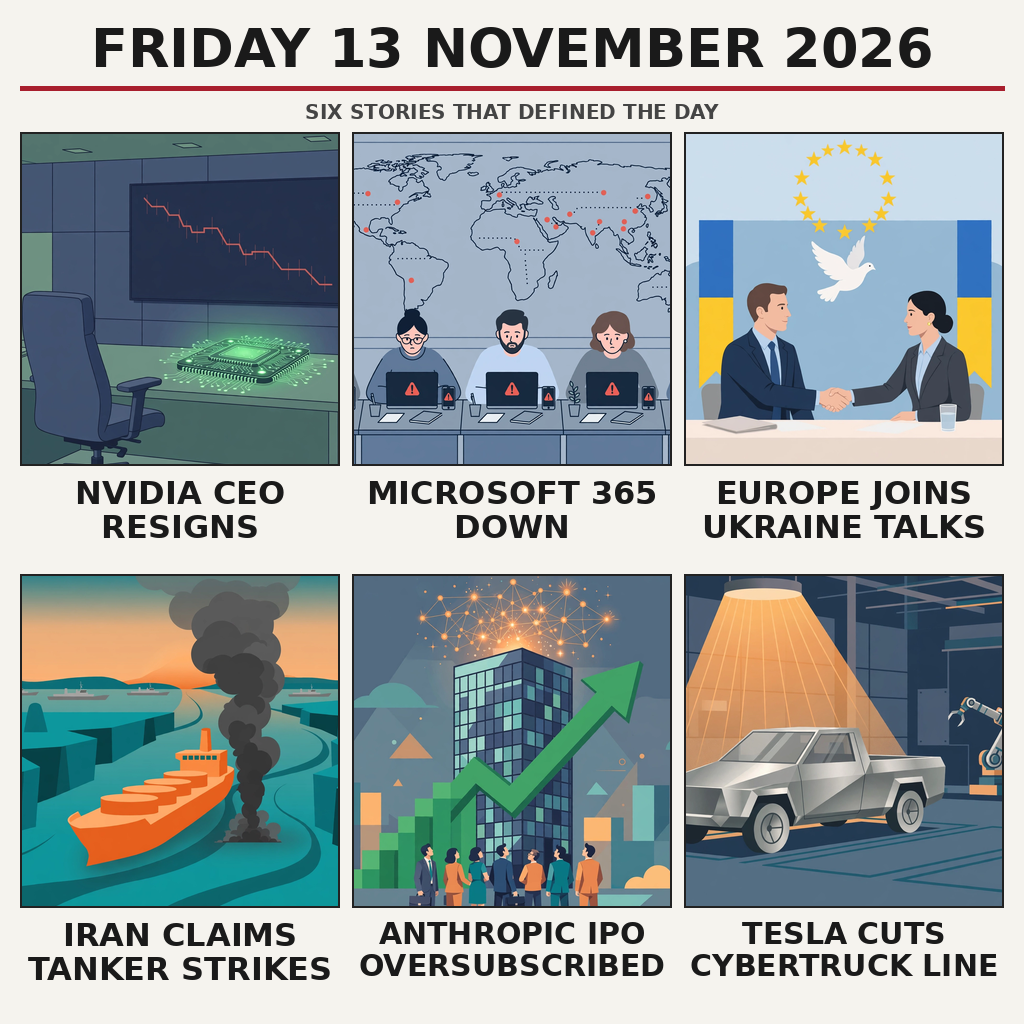 FRIDAY 13 NOVEMBER 2026
SIX STORIES THAT DEFINED THE DAY
NVIDIA CEO
RESIGNS
MICROSOFT 365
DOWN
EUROPE JOINS
UKRAINE TALKS
IRAN CLAIMS
TANKER STRIKES
ANTHROPIC IPO
OVERSUBSCRIBED
TESLA CUTS
CYBERTRUCK LINE